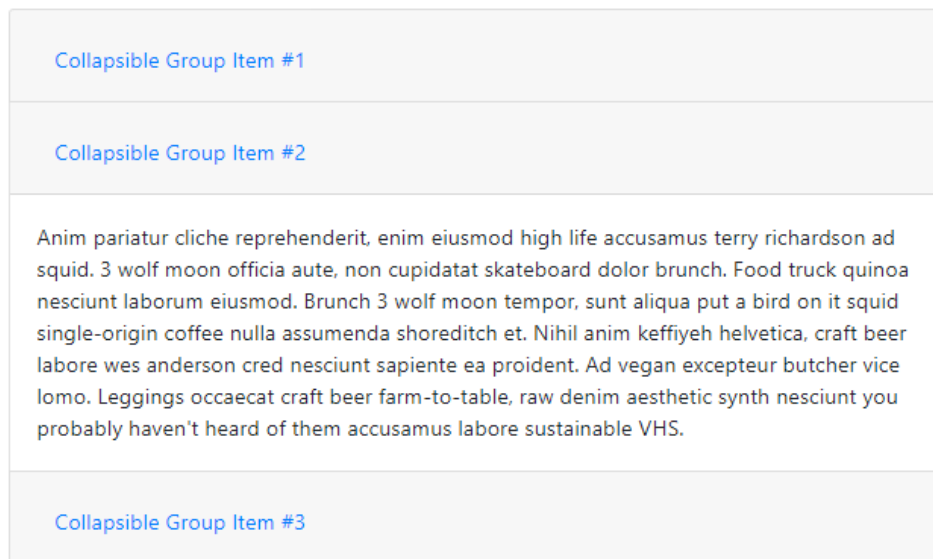 Collapsible Group Item #1
Collapsible Group Item #2
Anim pariatur cliche reprehenderit, enim eiusmod high life accusamus terry richardson ad
squid. 3 wolf moon officia aute, non cupidatat skateboard dolor brunch. Food truck quinoa
nesciunt laborum eiusmod. Brunch 3 wolf moon tempor, sunt aliqua put a bird on it squid
single-origin coffee nulla assumenda shoreditch et. Nihil anim keffiyeh helvetica, craft beer
labore wes anderson cred nesciunt sapiente ea proident. Ad vegan excepteur butcher vice
lomo. Leggings occaecat craft beer farm-to-table, raw denim aesthetic synth nesciunt you
probably haven't heard of them accusamus labore sustainable VHS.
Collapsible Group Item #3